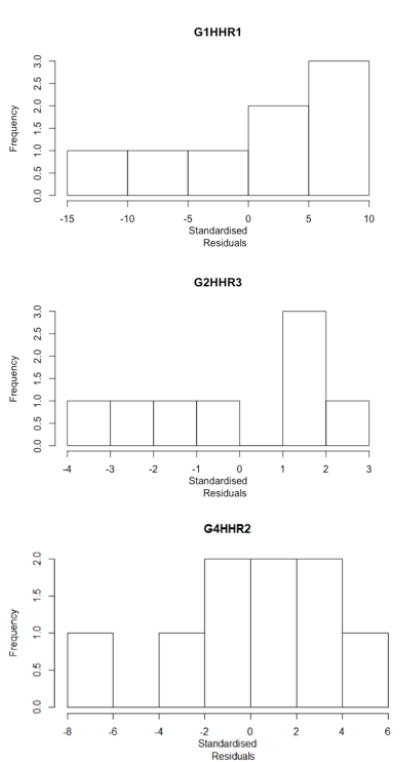 G1HHR1
Frequency
3.0
2.5
2.0
1.5
1.0
0.5
0.0
-15 -10 -5 0 5 10
Standardised
Residuals
G2HHR3
Frequency
3.0
2.5
2.0
1.5
1.0
0.5
0.0
-4 -3 -2 -1 0 1 2 3
Standardised
Residuals
G4HHR2
Frequency
2.0
1.5
1.0
0.5
0.0
-8 -6 -4 -2 0 2 4 6
Standardised
Residuals